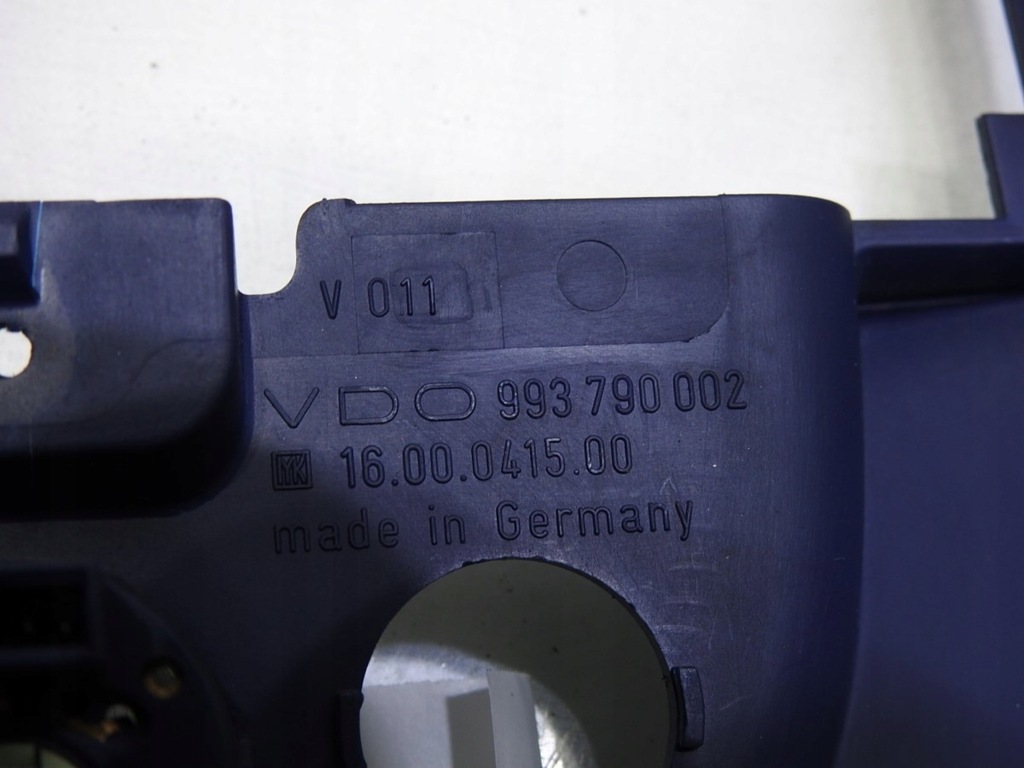 V 011
VDO 993 790 002
16.00.0415.00
made in Germany